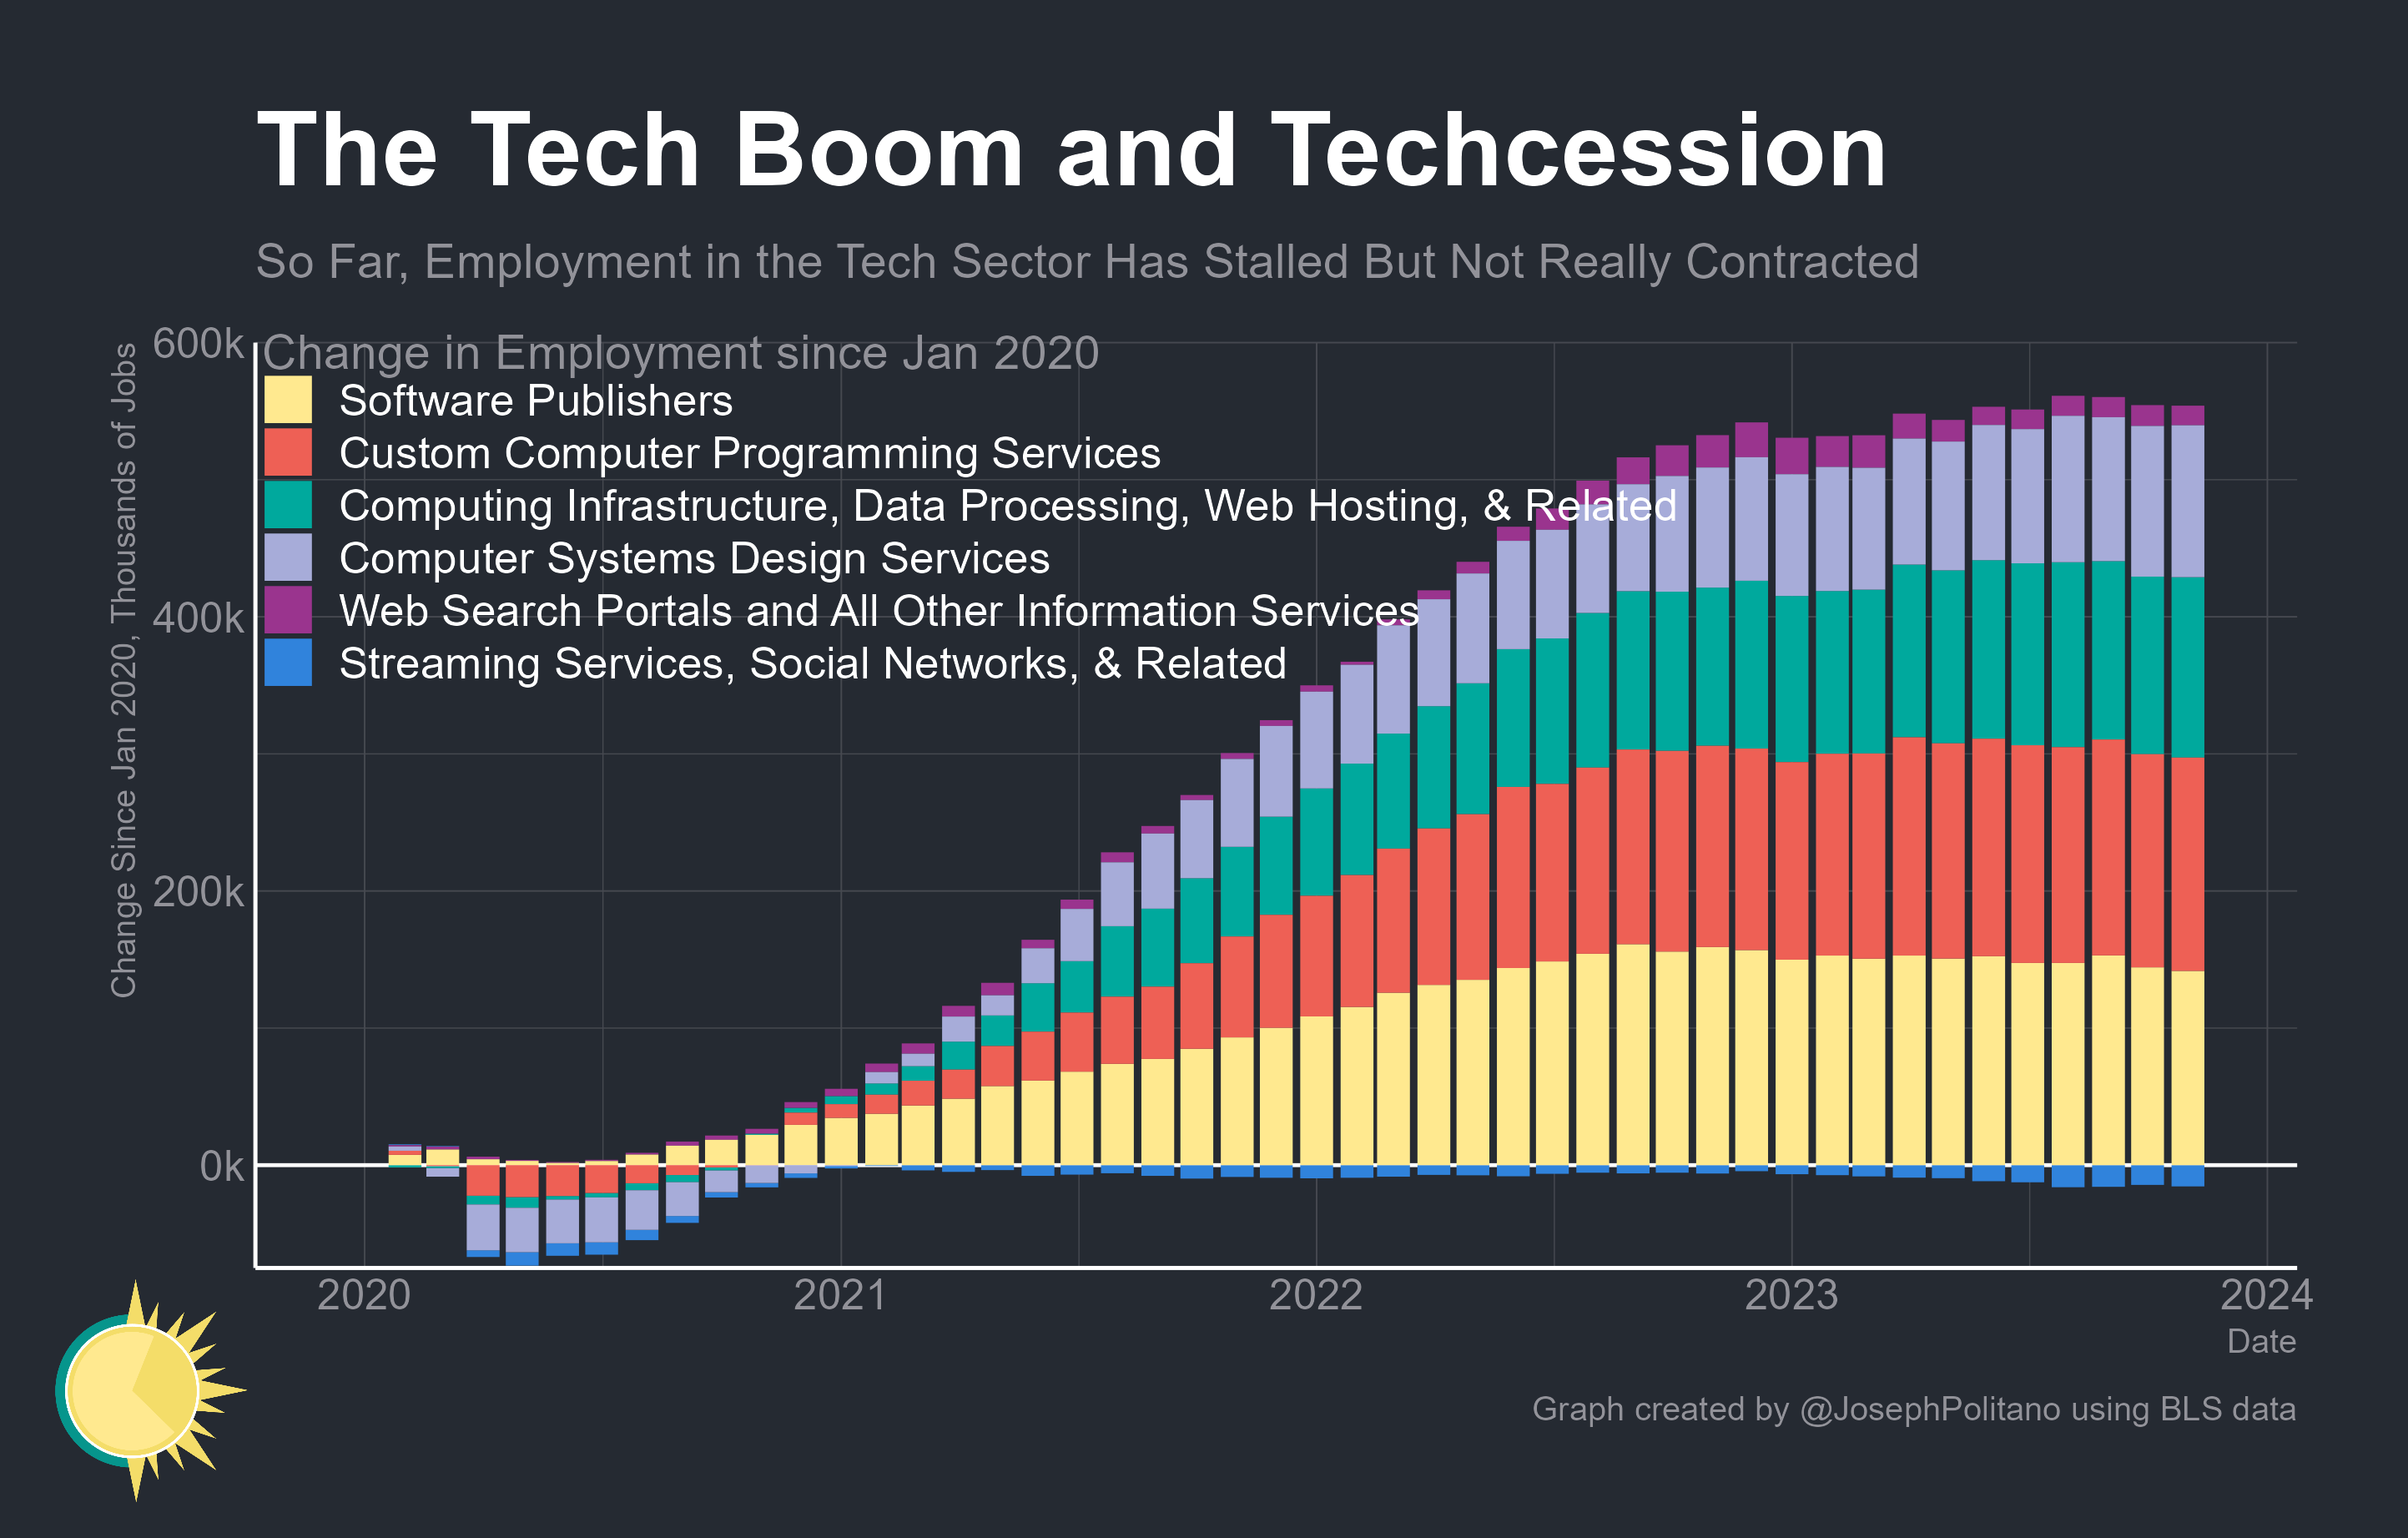 The Tech Boom and Techcession
So Far, Employment in the Tech Sector Has Stalled But Not Really Contracted
Change Since Jan 2020, Thousands of Jobs
600k
400k
200k
0k
Change in Employment since Jan 2020
Software Publishers
Custom Computer Programming Services
Computing Infrastructure, Data Processing, Web Hosting, & Related
Computer Systems Design Services
Web Search Portals and All Other Information Services
Streaming Services, Social Networks, & Related
2020 2021 2022 2023 2024
Date
Graph created by @JosephPolitano using BLS data